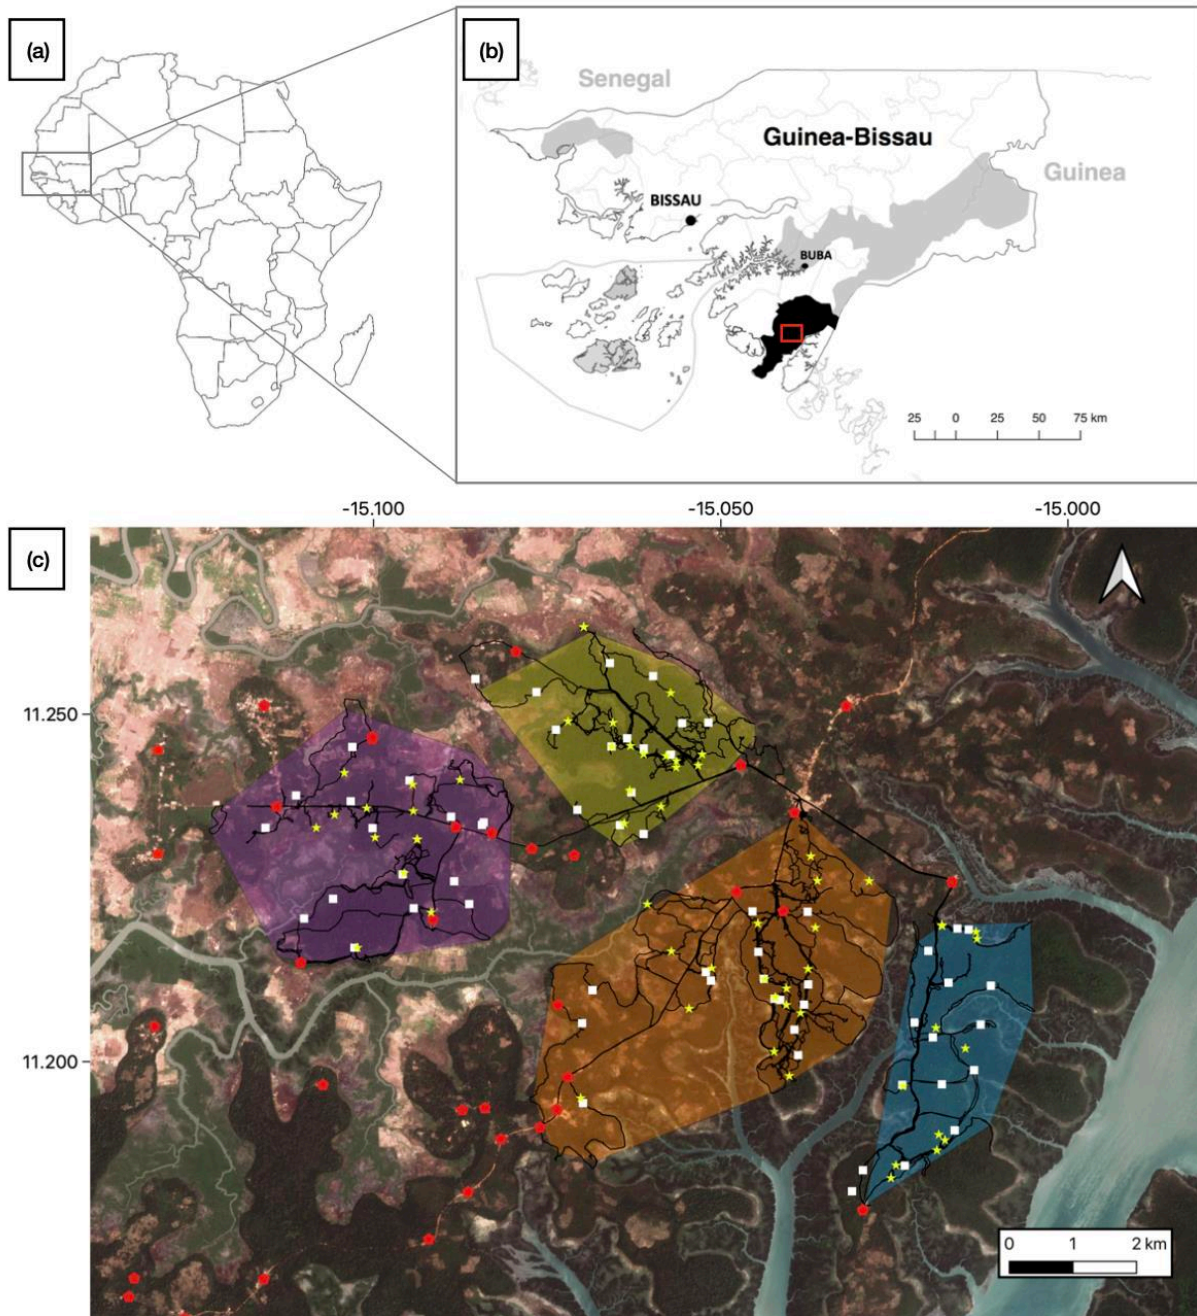 (a)
(b)
Senegal
Guinea-Bissau
Guinea
BISSAU
BUBA
25 0 25 50 75 km
-15.100 -15.050 -15.000
(c)
11.250
11.200
0 1 2 km